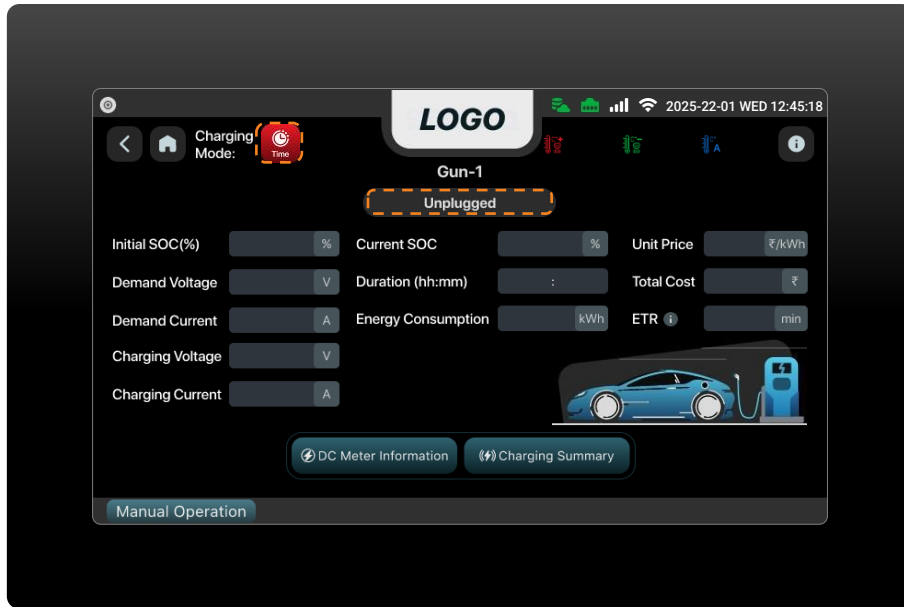 LOGO
2025-22-01 WED 12:45:18
Charging
Mode:
Time
A
Gun-1
Unplugged
Initial SOC(%) %
Current SOC %
Unit Price ₹/kWh
Demand Voltage V
Duration (hh:mm) :
Total Cost ₹
Demand Current A
Energy Consumption kWh
ETR i min
Charging Voltage V
Charging Current A
DC Meter Information
Charging Summary
Manual Operation